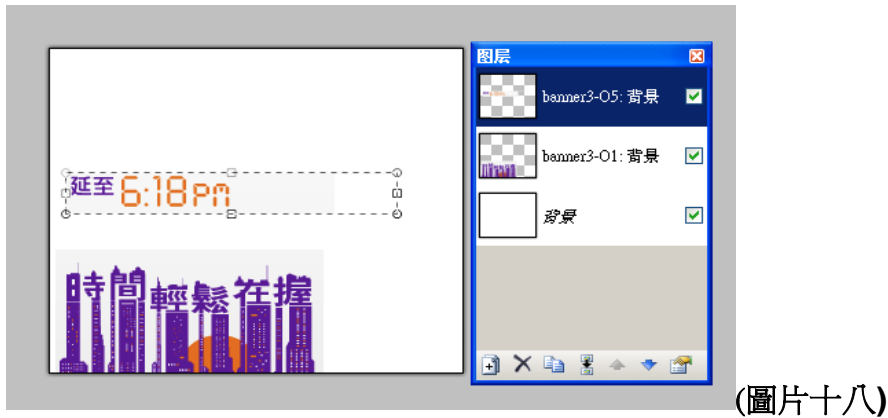 图层
banner3-O5: 背景
banner3-O1: 背景
背景
延至 6:18pm
時間輕鬆在握
(圖片十八)